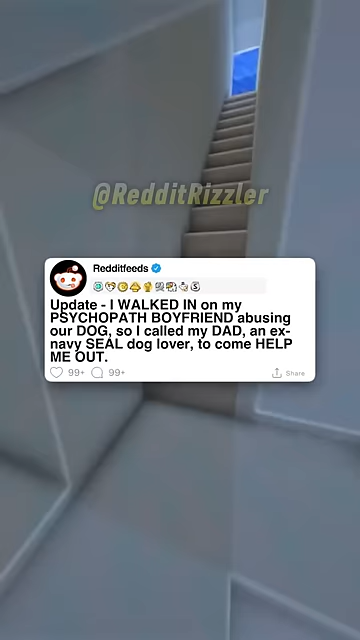 @RedditRizzler
Redditfeeds
Update - I WALKED IN on my
PSYCHOPATH BOYFRIEND abusing
our DOG, so I called my DAD, an ex-
navy SEAL dog lover, to come HELP
ME OUT.
99+ 99+ Share